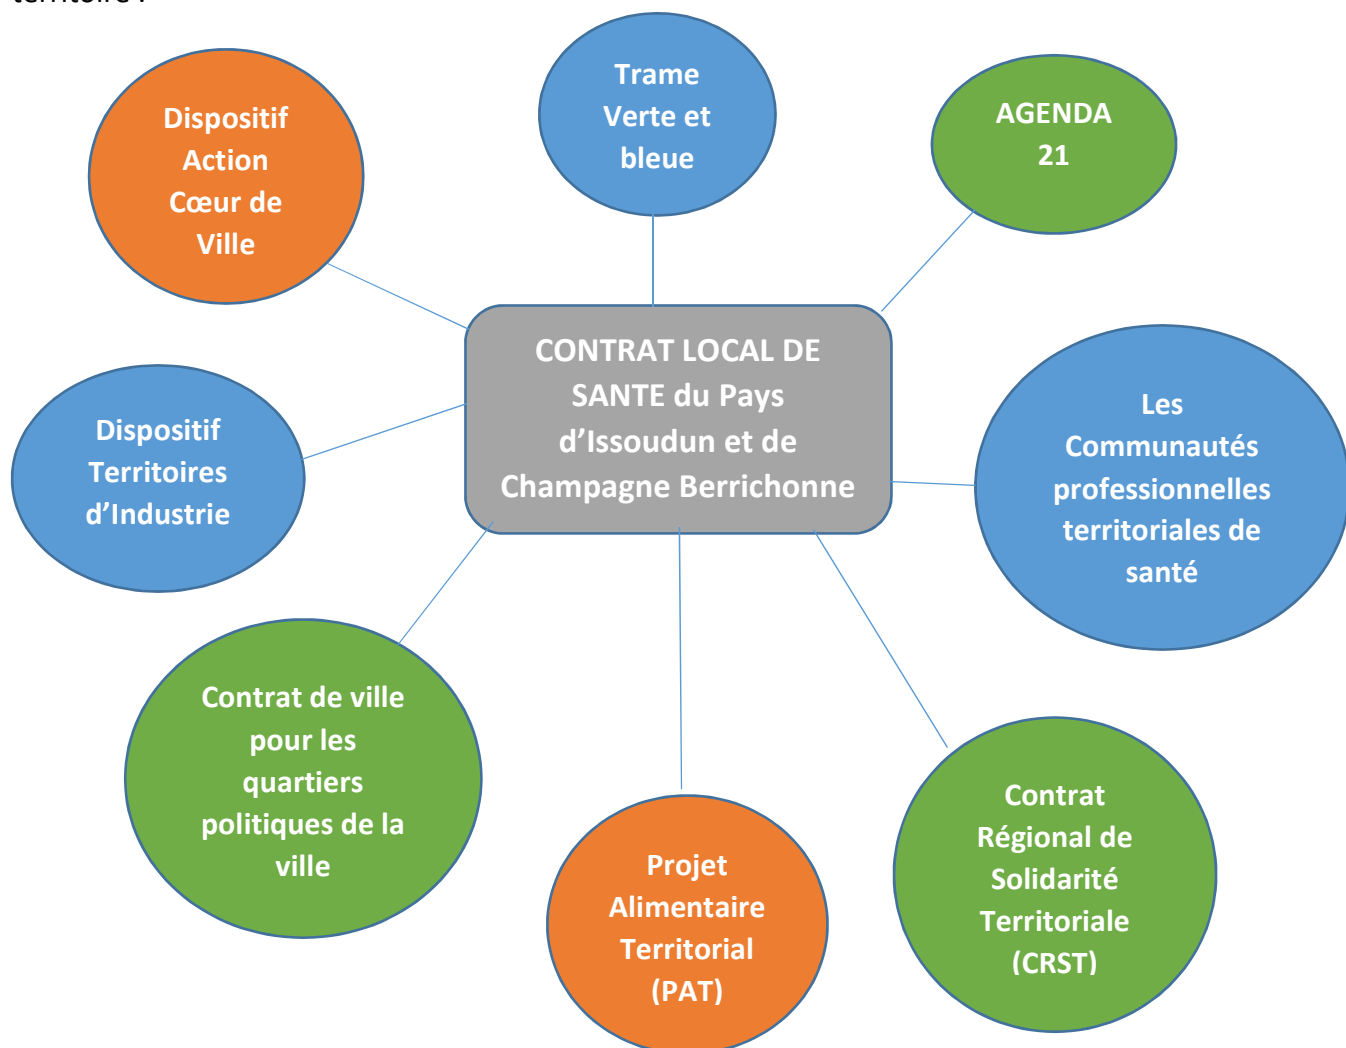 territoire :
Trame
Verte et
bleue
AGENDA
21
Dispositif
Action
Cœur de
Ville
CONTRAT LOCAL DE
SANTE du Pays
d’Issoudun et de
Champagne Berrichonne
Dispositif
Territoires
d’Industrie
Les
Communautés
professionnelles
territoriales de
santé
Contrat de ville
pour les
quartiers
politiques de la
ville
Projet
Alimentaire
Territorial
(PAT)
Contrat
Régional de
Solidarité
Territoriale
(CRST)